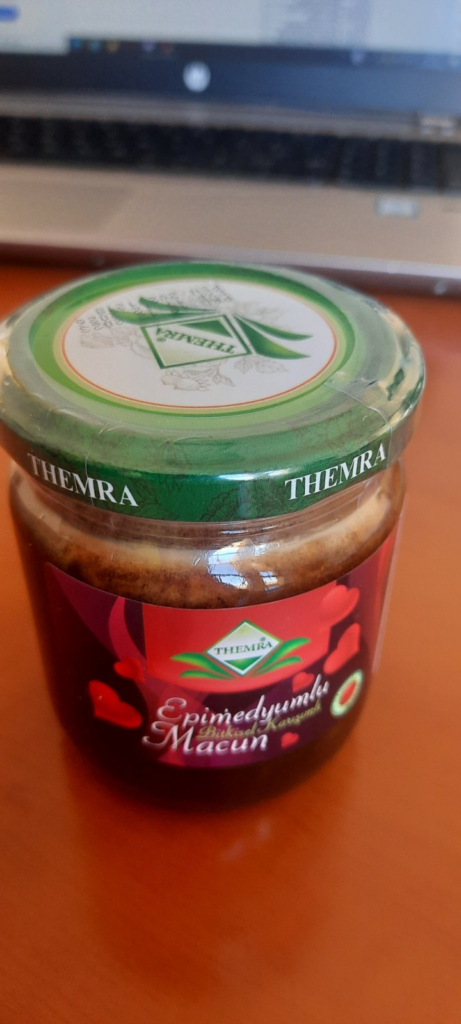 THEMRA
THEMRA
THEMRA
THEMRA
Epimedyumlu
Bitkisel Karışımlı
Macun